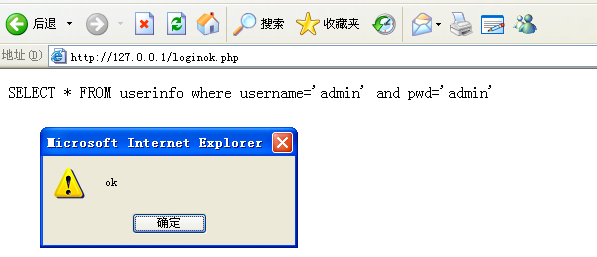 后退 搜索 收藏夹
地址(D) http://127.0.0.1/loginok.php
SELECT * FROM userinfo where username='admin' and pwd='admin'
Microsoft Internet Explorer
ok
确定